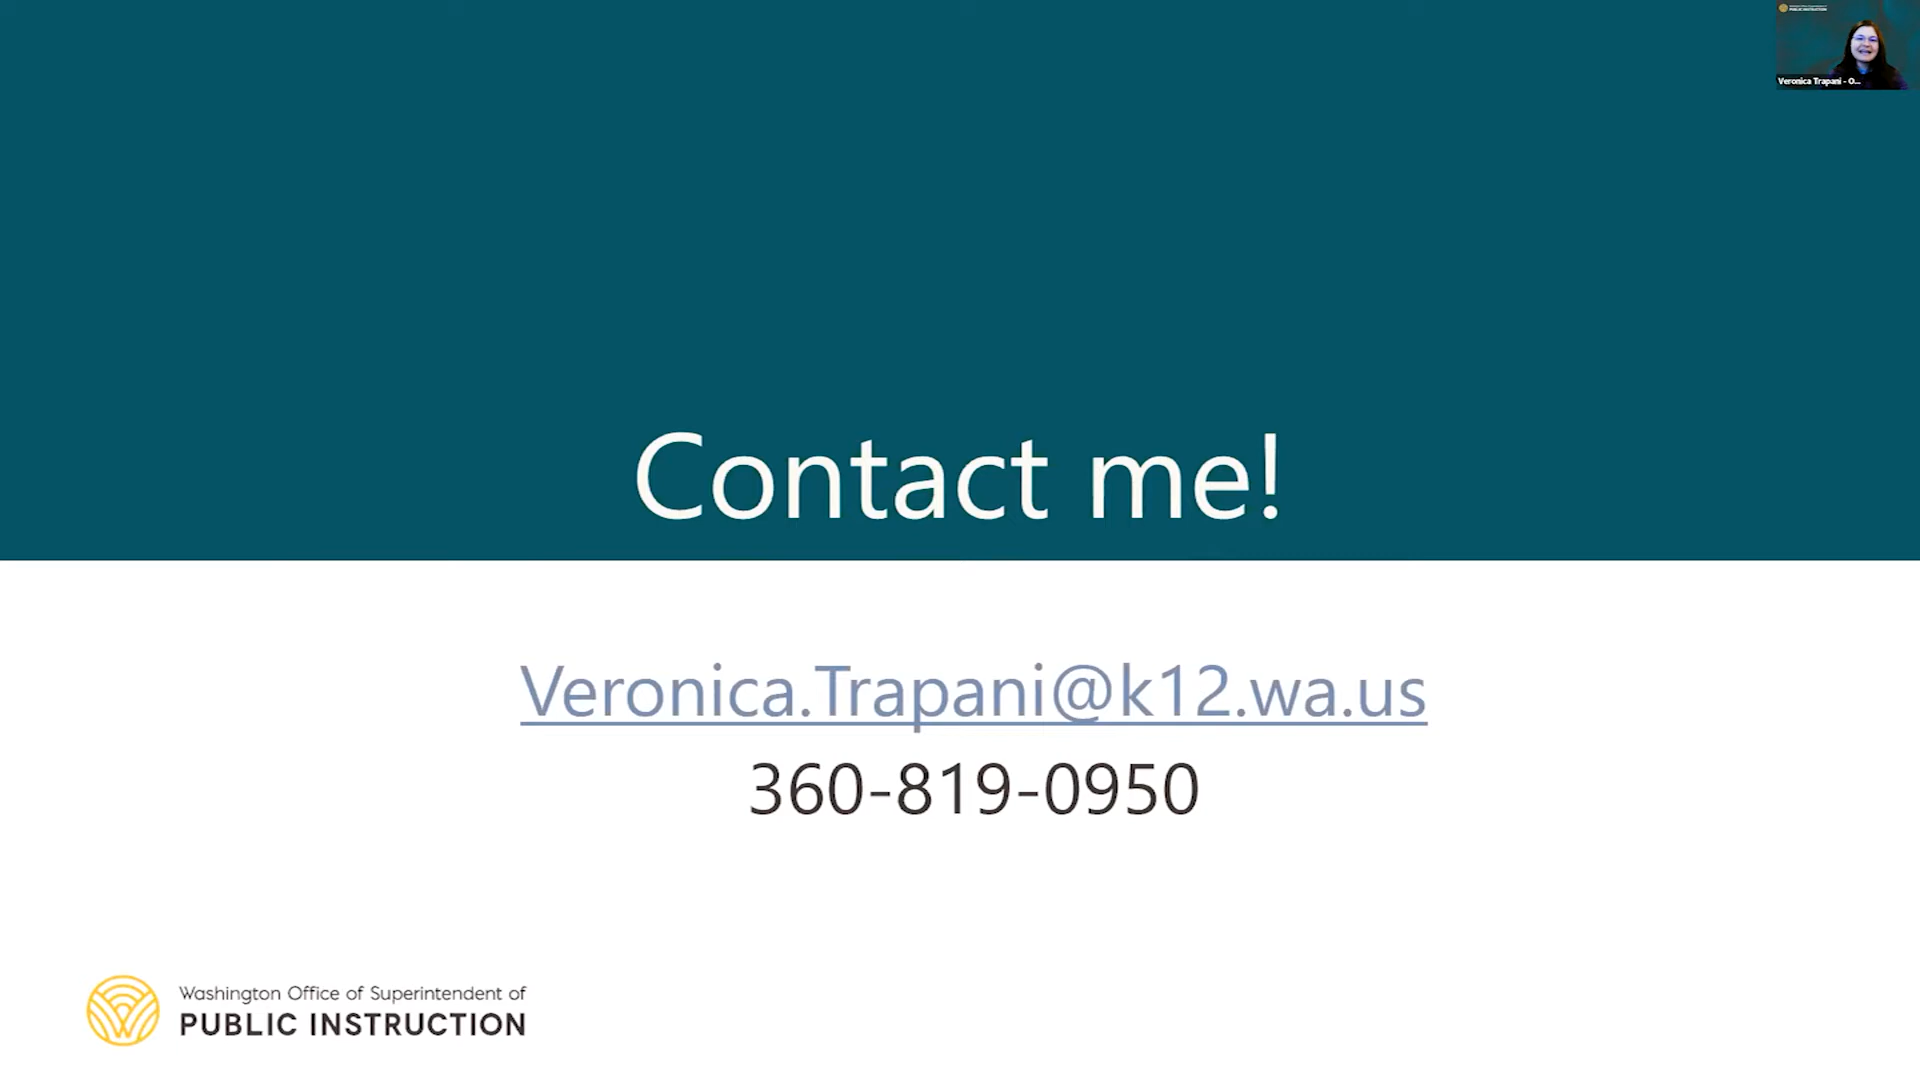 Veronica Trapani - O...
Contact me!
Veronica.Trapani@k12.wa.us
360-819-0950
Washington Office of Superintendent of
PUBLIC INSTRUCTION